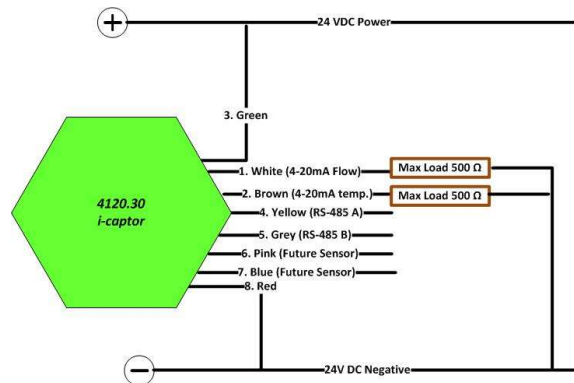 +
24 VDC Power
3. Green
1. White (4-20mA Flow)
Max Load 500 Ω
2. Brown (4-20mA temp.)
Max Load 500 Ω
4120.30
i-captor
4. Yellow (RS-485 A)
5. Grey (RS-485 B)
6. Pink (Future Sensor)
7. Blue (Future Sensor)
8. Red
−
24V DC Negative